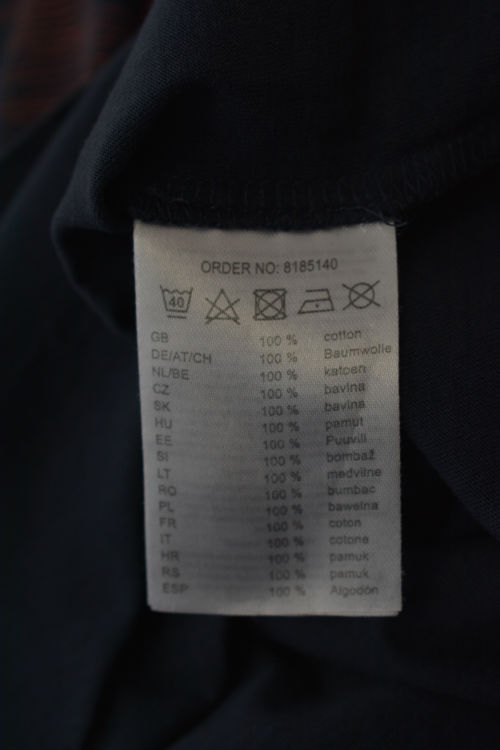 ORDER NO: 8185140
40
GB 100 % cotton
DE/AT/CH 100 % Baumwolle
NL/BE 100 % katoen
CZ 100 % bavlna
SK 100 % bavlna
HU 100 % pamut
EE 100 % Puuvill
SI 100 % bombaž
LT 100 % medvilne
RO 100 % bumbac
PL 100 % bawelna
FR 100 % coton
IT 100 % cotone
HR 100 % pamuk
RS 100 % pamuk
ESP 100 % Algodón